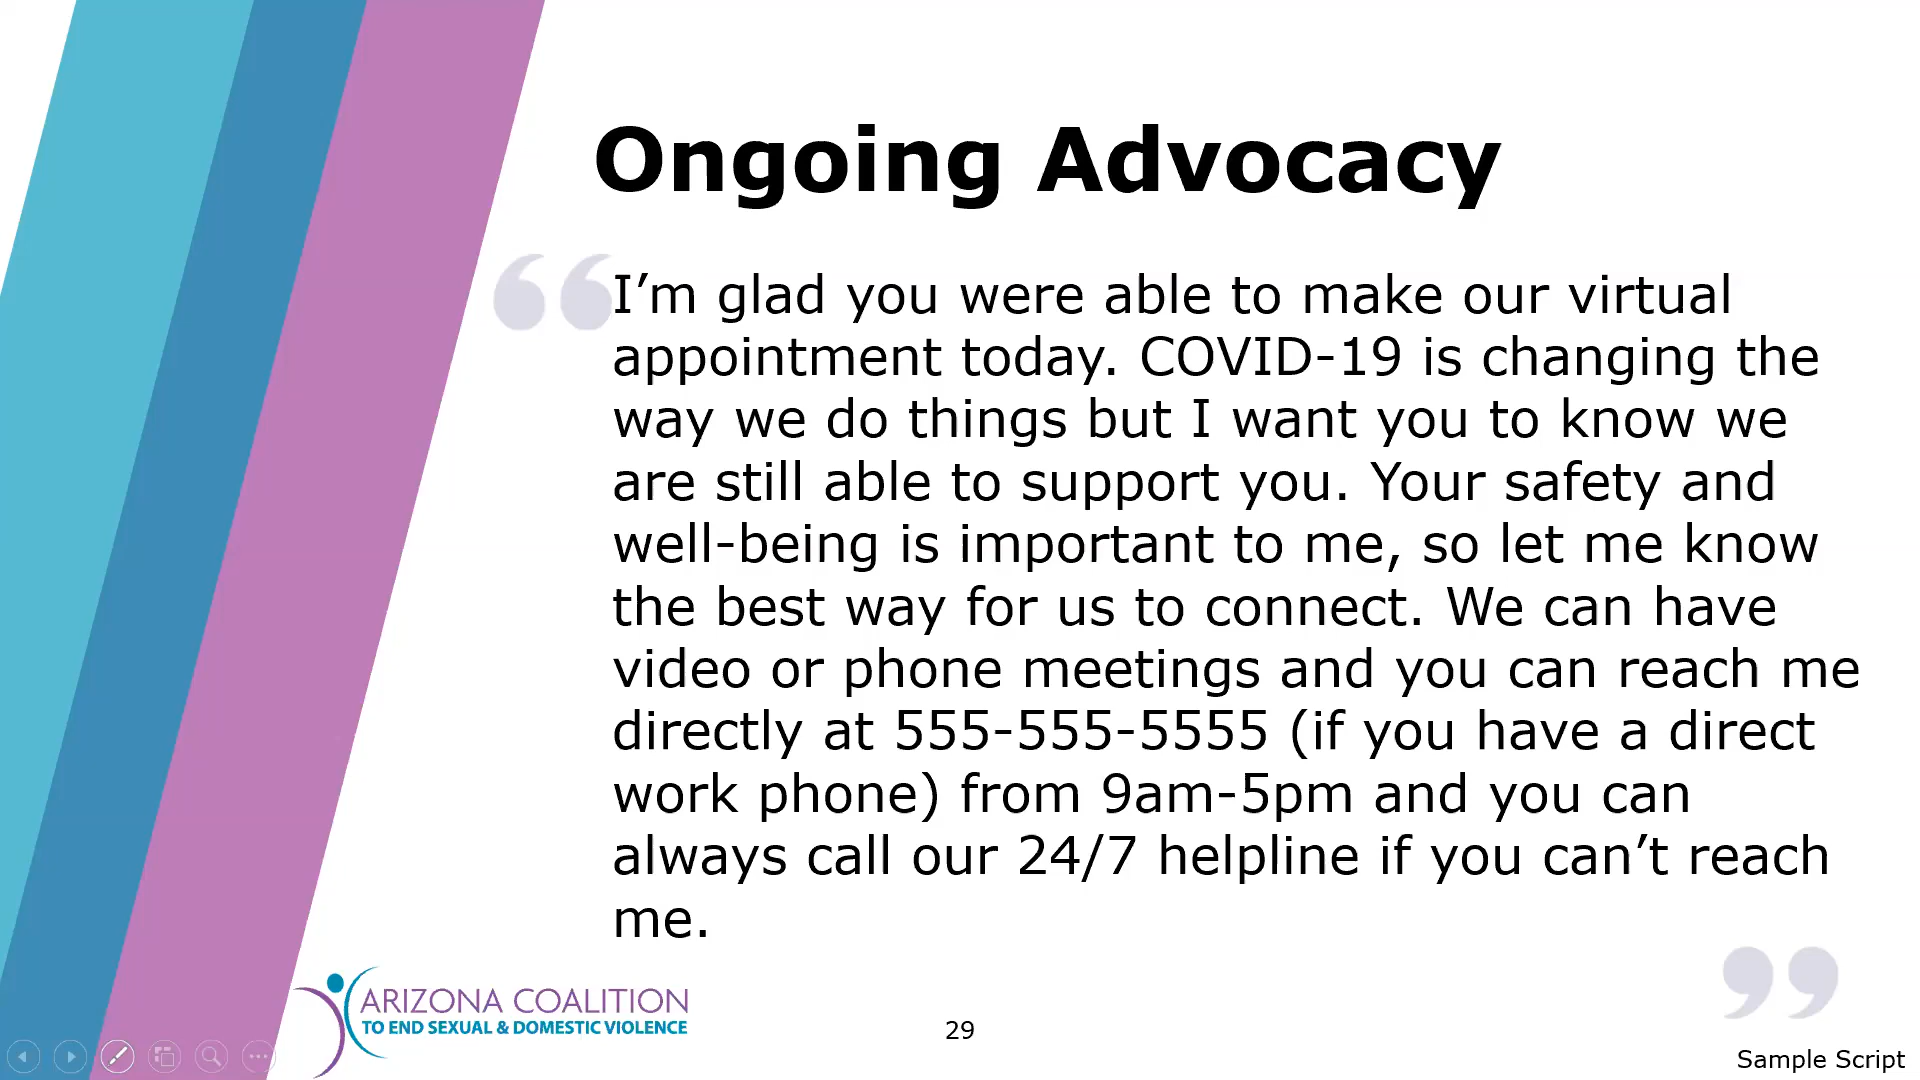 Ongoing Advocacy
“I’m glad you were able to make our virtual
appointment today. COVID-19 is changing the
way we do things but I want you to know we
are still able to support you. Your safety and
well-being is important to me, so let me know
the best way for us to connect. We can have
video or phone meetings and you can reach me
directly at 555-555-5555 (if you have a direct
work phone) from 9am-5pm and you can
always call our 24/7 helpline if you can’t reach
me.
”
ARIZONA COALITION
TO END SEXUAL & DOMESTIC VIOLENCE
29
Sample Script